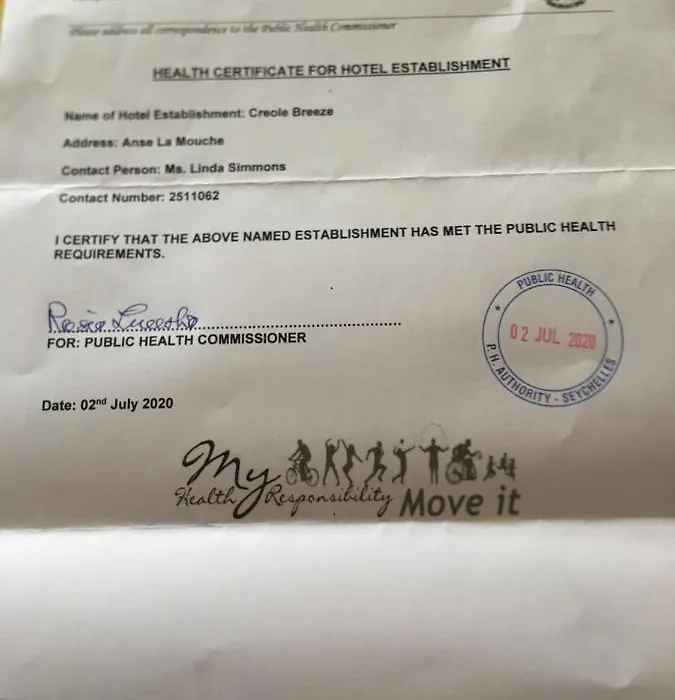 Please address all correspondence to the Public Health Commissioner
HEALTH CERTIFICATE FOR HOTEL ESTABLISHMENT
Name of Hotel Establishment: Creole Breeze
Address: Anse La Mouche
Contact Person: Ms. Linda Simmons
Contact Number: 2511062
I CERTIFY THAT THE ABOVE NAMED ESTABLISHMENT HAS MET THE PUBLIC HEALTH
REQUIREMENTS.
FOR: PUBLIC HEALTH COMMISSIONER
PUBLIC HEALTH
02 JUL 2020
P.H. AUTHORITY - SEYCHELLES
Date: 02nd July 2020
My
Health Responsibility Move it